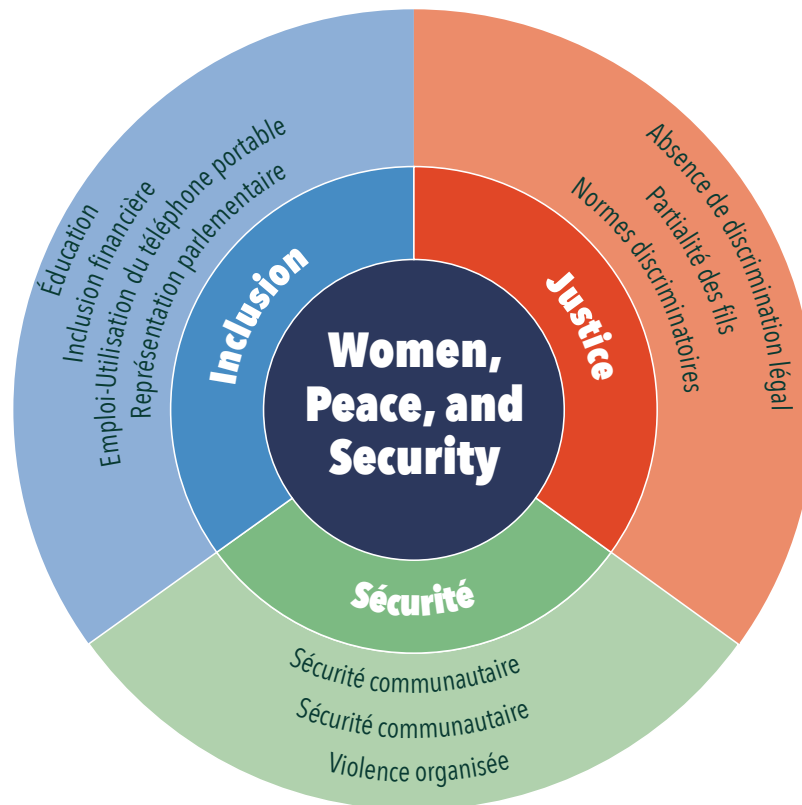 Women,
Peace, and
Security
Inclusion
Éducation
Inclusion financière
Emploi-Utilisation du téléphone portable
Représentation parlementaire
Justice
Absence de discrimination légal
Partialité des fils
Normes discriminatoires
Sécurité
Sécurité communautaire
Sécurité communautaire
Violence organisée